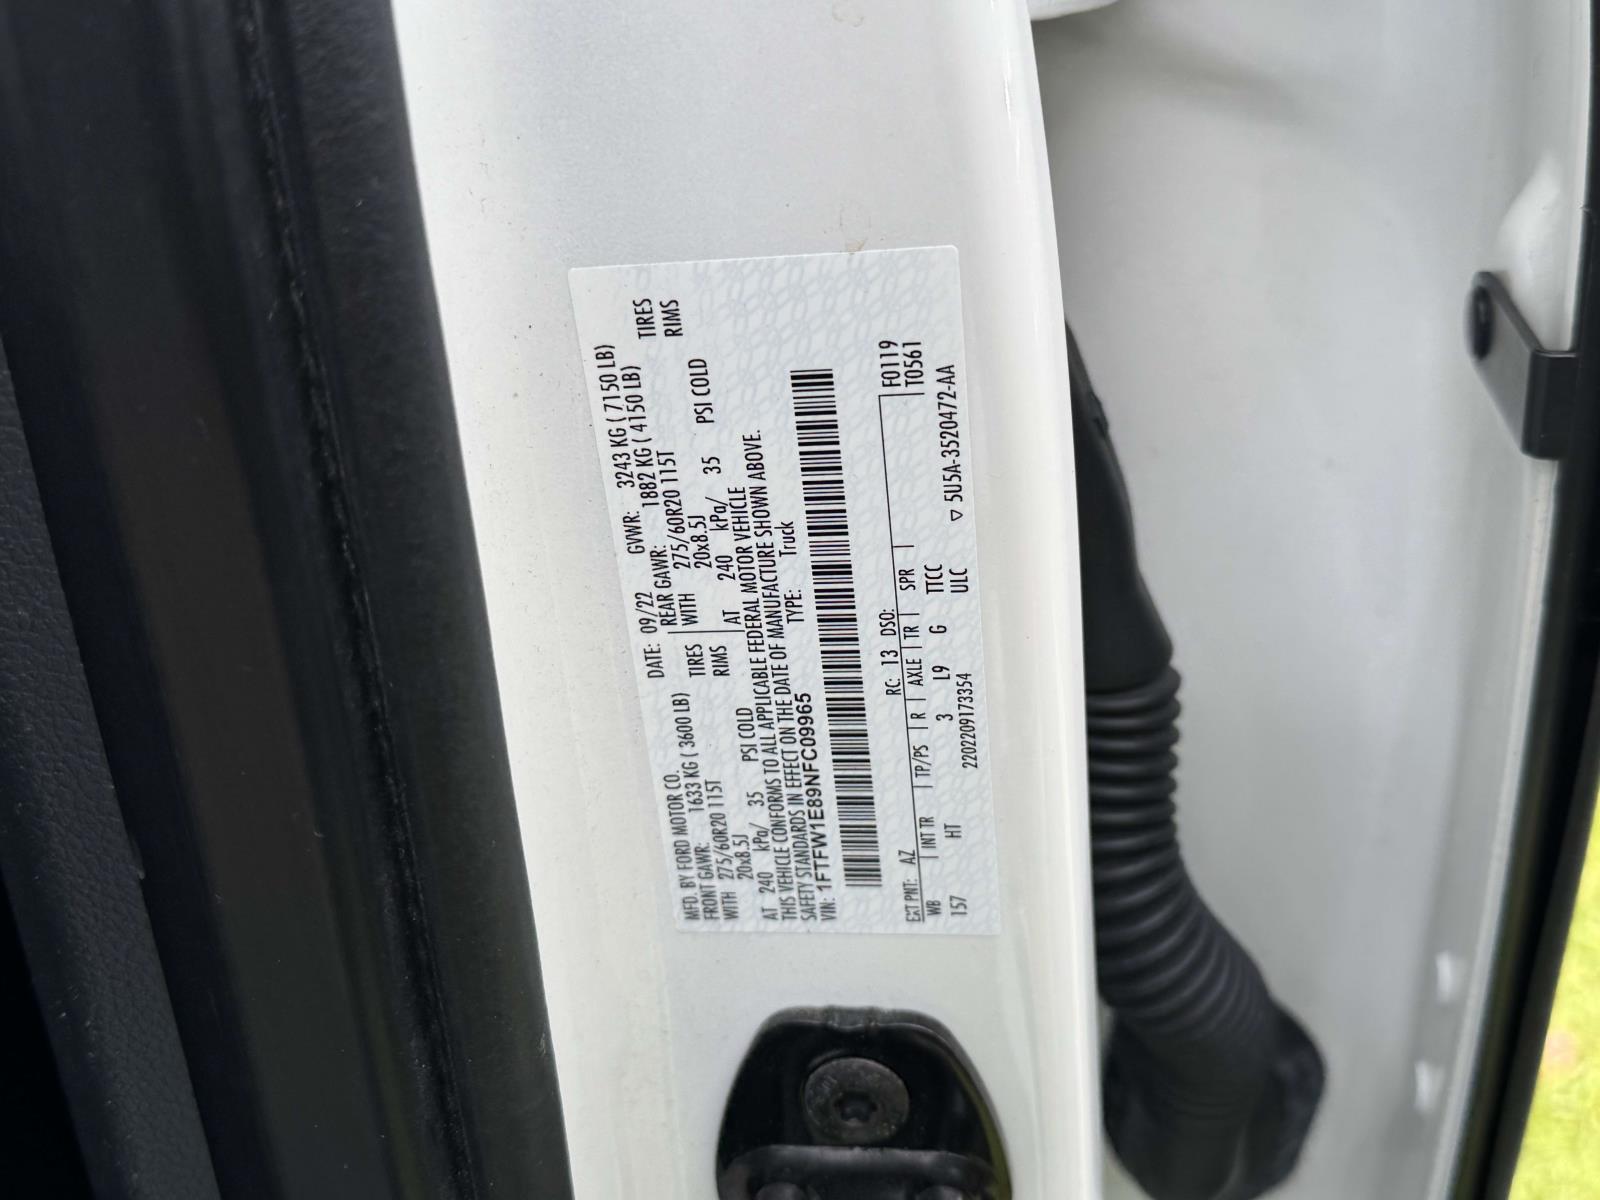 MFD. BY FORD MOTOR CO. DATE: 09/22 GVWR: 3243 KG ( 7150 LB)
FRONT GAWR: 1633 KG ( 3600 LB) REAR GAWR: 1882 KG ( 4150 LB)
WITH 275/60R20 115T TIRES WITH 275/60R20 115T TIRES
20x8.5J RIMS 20x8.5J RIMS
AT 240 kPa/ 35 PSI COLD AT 240 kPa/ 35 PSI COLD
THIS VEHICLE CONFORMS TO ALL APPLICABLE FEDERAL MOTOR VEHICLE
SAFETY STANDARDS IN EFFECT ON THE DATE OF MANUFACTURE SHOWN ABOVE.
VIN: 1FTFW1E89NFC09965 TYPE: Truck
EXT PNT: AZ RC: 13 DSO: F0119
WB INT TR TP/PS R AXLE TR SPR T0561
157 HT 3 L9 G TTCC
2202209173354 ULC ▽ 5U5A-3520472-AA